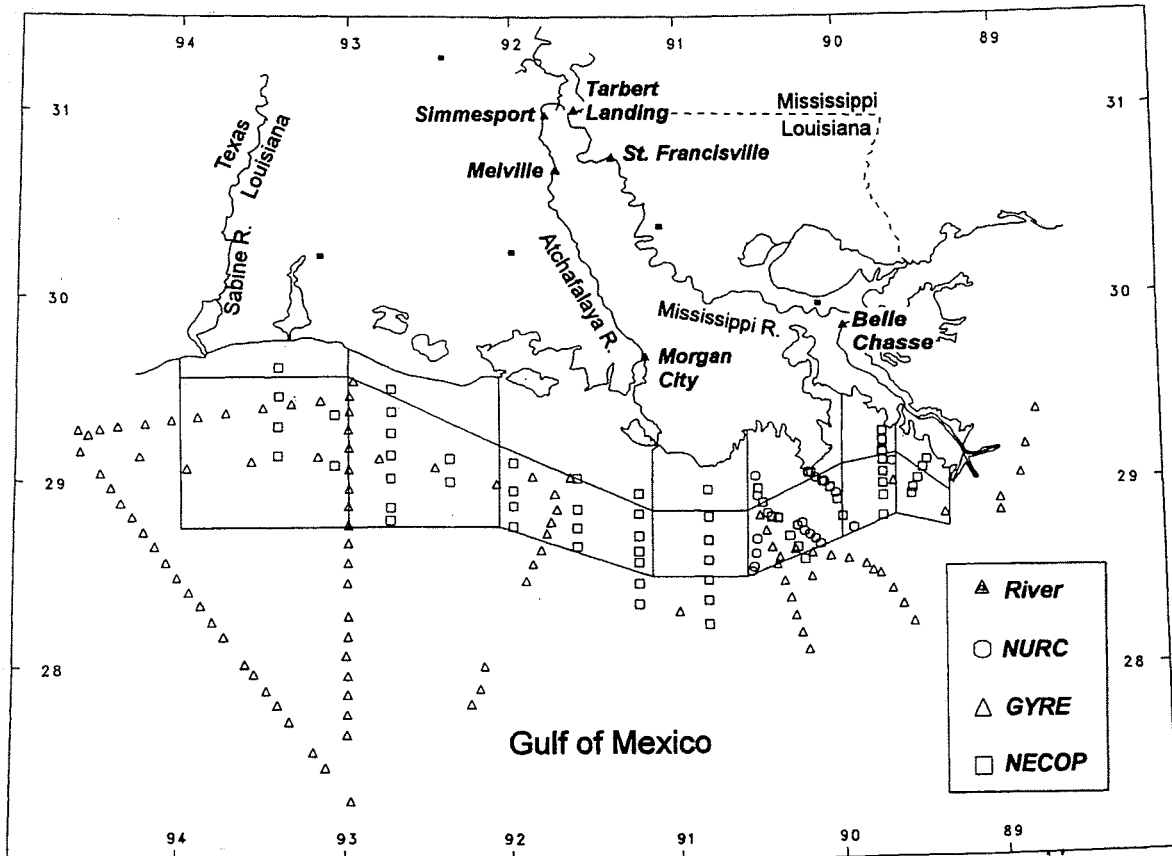 94 93 92 91 90 89
31 31
Tarbert
Landing
Simmesport
Mississippi
Louisiana
St. Francisville
Melville
Texas
Louisiana
Sabine R.
Atchafalaya R.
30 30
Mississippi R.
Belle
Chasse
Morgan
City
29 29
River
NURC
GYRE
NECOP
28 28
Gulf of Mexico
94 93 92 91 90 89